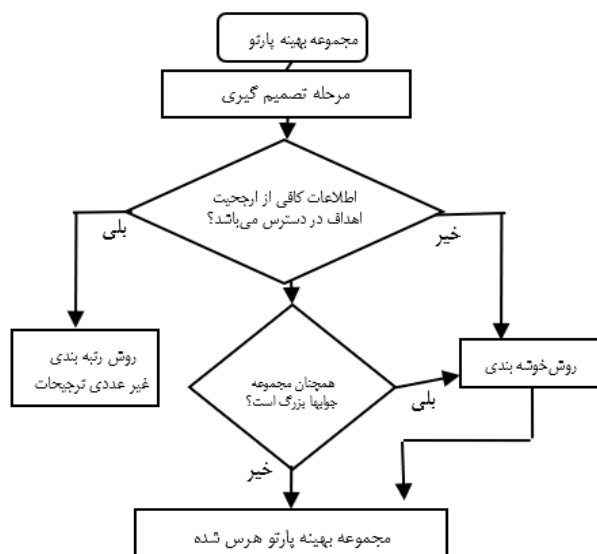 مجموعه بهینه پارتو
مرحله تصمیم گیری
اطلاعات کافی از ارجحیت
اهداف در دسترس می‌باشد؟
بلی
خیر
روش رتبه بندی
غیر عددی ترجیحات
همچنان مجموعه
جوابها بزرگ است؟
روش خوشه بندی
بلی
خیر
مجموعه بهینه پارتو هرس شده